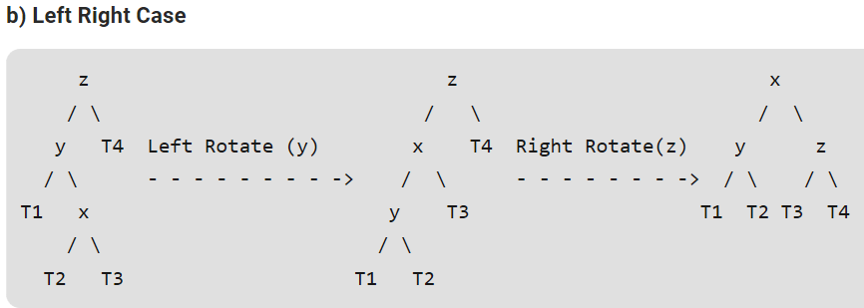 b) Left Right Case
z z x
/ \ / \ / \
y T4 Left Rotate (y) x T4 Right Rotate(z) y z
/ \ - - - - - - - - -> / \ - - - - - - - -> / \ / \
T1 x y T3 T1 T2 T3 T4
/ \ / \
T2 T3 T1 T2